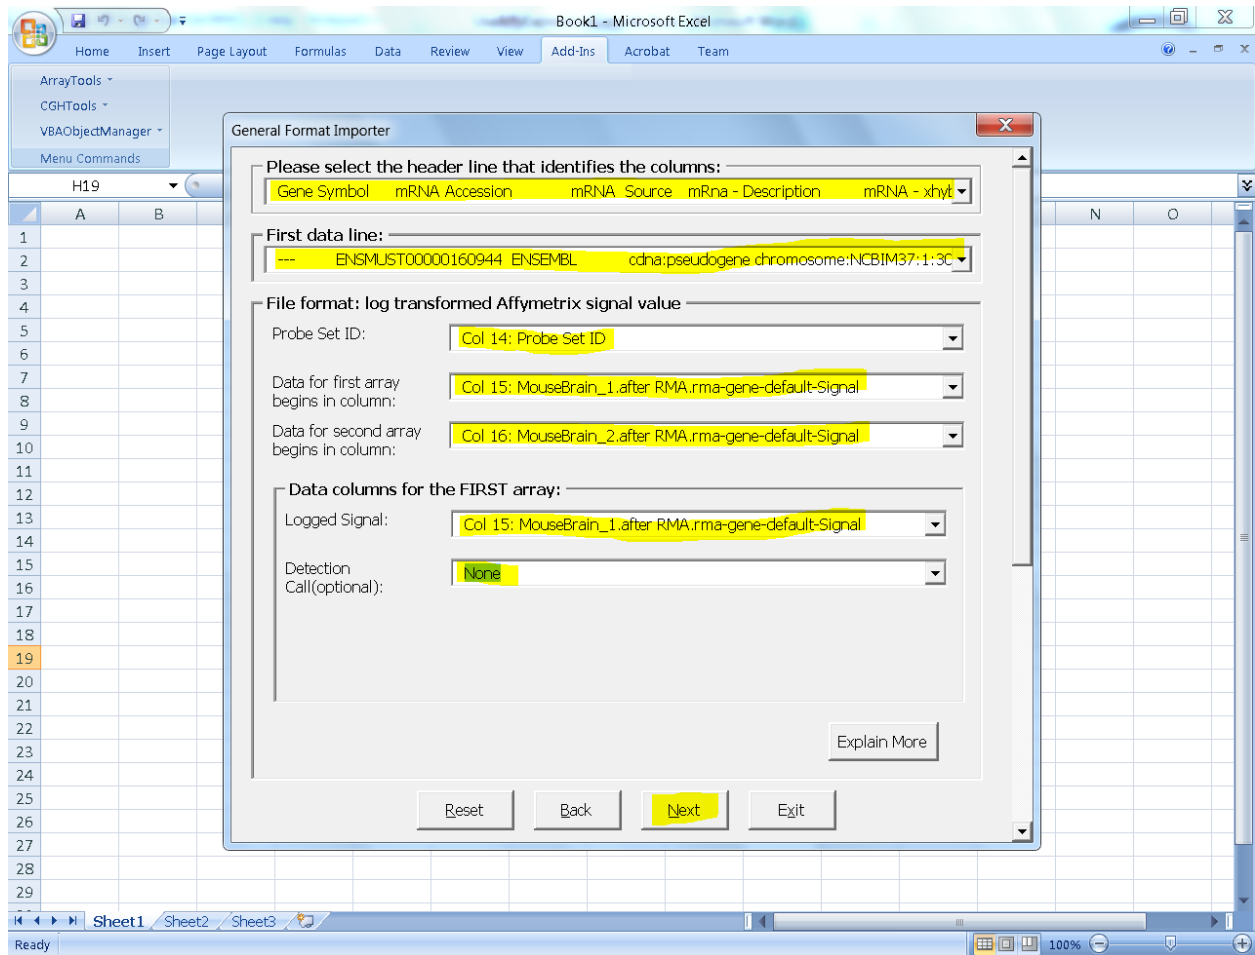 Book1 - Microsoft Excel
Home Insert Page Layout Formulas Data Review View Add-Ins Acrobat Team
ArrayTools
CGHTools
VBAObjectManager
Menu Commands
H19
A B N O
General Format Importer
Please select the header line that identifies the columns:
Gene Symbol mRNA Accession mRNA Source mRna - Description mRNA - xhyb
First data line:
--- ENSMUST00000160944 ENSEMBL cdna:pseudogene chromosome:NCBIM37:1:3C
File format: log transformed Affymetrix signal value
Probe Set ID: Col 14: Probe Set ID
Data for first array
begins in column:
Col 15: MouseBrain_1.after RMA.rma-gene-default-Signal
Data for second array
begins in column:
Col 16: MouseBrain_2.after RMA.rma-gene-default-Signal
Data columns for the FIRST array:
Logged Signal: Col 15: MouseBrain_1.after RMA.rma-gene-default-Signal
Detection
Call(optional):
None
Explain More
Reset Back Next Exit
1
2
3
4
5
6
7
8
9
10
11
12
13
14
15
16
17
18
19
20
21
22
23
24
25
26
27
28
29
Sheet1 Sheet2 Sheet3
Ready 100%